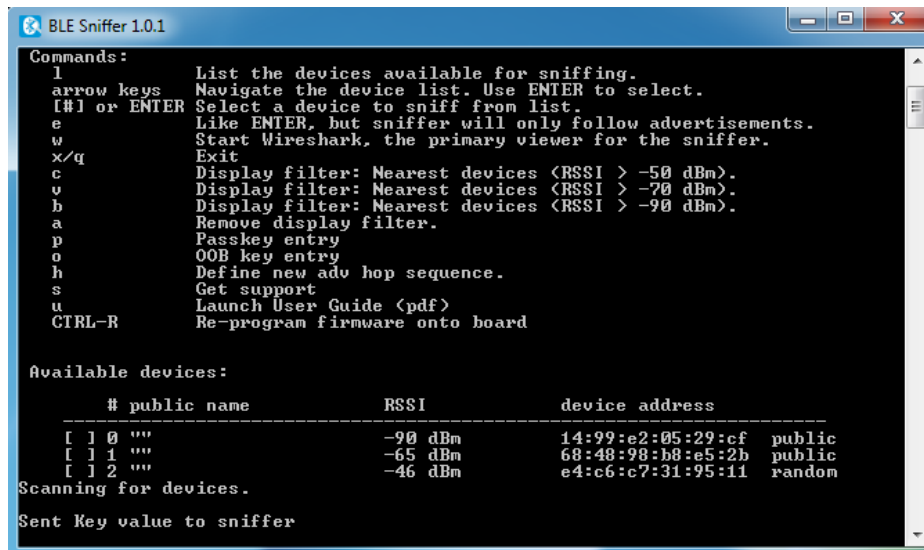 BLE Sniffer 1.0.1
Commands:
l List the devices available for sniffing.
arrow keys Navigate the device list. Use ENTER to select.
[#] or ENTER Select a device to sniff from list.
e Like ENTER, but sniffer will only follow advertisements.
w Start Wireshark, the primary viewer for the sniffer.
x/q Exit
c Display filter: Nearest devices (RSSI > -50 dBm).
v Display filter: Nearest devices (RSSI > -70 dBm).
b Display filter: Nearest devices (RSSI > -90 dBm).
a Remove display filter.
p Passkey entry
o OOB key entry
h Define new adv hop sequence.
s Get support
u Launch User Guide (pdf)
CTRL-R Re-program firmware onto board
Available devices:
# public name RSSI device address
[ ] 0 "" -90 dBm 14:99:e2:05:29:cf public
[ ] 1 "" -65 dBm 68:48:98:b8:e5:2b public
[ ] 2 "" -46 dBm e4:c6:c7:31:95:11 random
Scanning for devices.
Sent Key value to sniffer